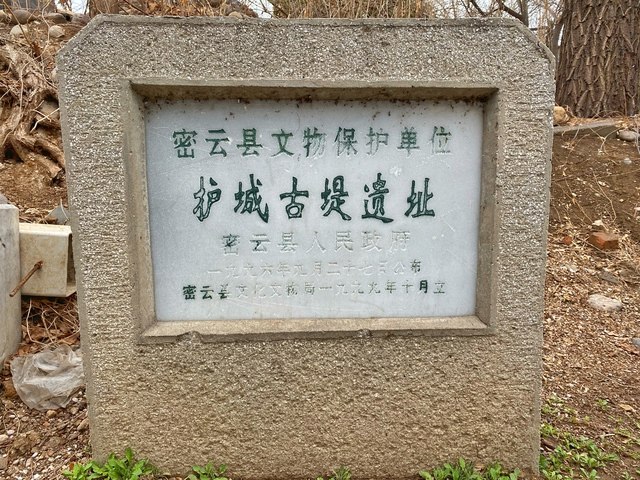 密云县文物保护单位
护城古堤遗址
密云县人民政府
一九九六年九月二十七日公布
密云县文化文物局一九九九年十月立